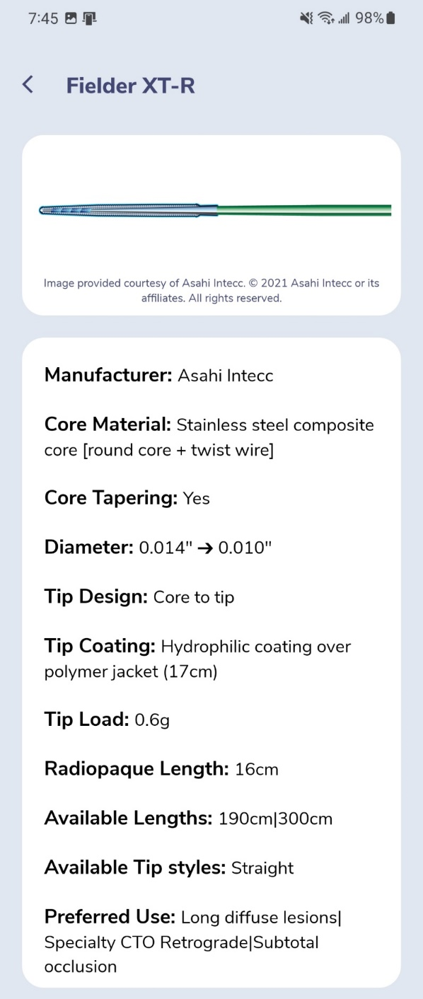 7:45 98%
Fielder XT-R
Image provided courtesy of Asahi Intecc. © 2021 Asahi Intecc or its
affiliates. All rights reserved.
Manufacturer: Asahi Intecc
Core Material: Stainless steel composite
core [round core + twist wire]
Core Tapering: Yes
Diameter: 0.014" → 0.010"
Tip Design: Core to tip
Tip Coating: Hydrophilic coating over
polymer jacket (17cm)
Tip Load: 0.6g
Radiopaque Length: 16cm
Available Lengths: 190cm|300cm
Available Tip styles: Straight
Preferred Use: Long diffuse lesions|
Specialty CTO Retrograde|Subtotal
occlusion